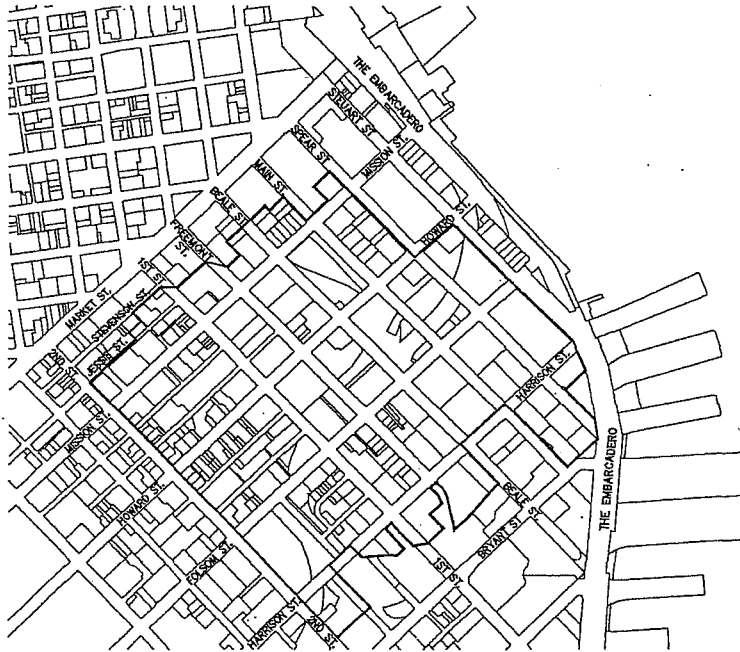 THE EMBARCADERO
STEUART ST.
SPEAR ST.
MISSION ST.
MAIN ST.
BEALE ST.
HOWARD ST.
FREEMONT
ST.
1ST ST.
MARKET ST.
STEVENSON ST.
JESSIE ST.
2ND ST.
MISSION ST.
HARRISON ST.
HOWARD ST.
THE EMBARCADERO
BEALE ST.
BRYANT ST.
FOLSOM ST.
1ST ST.
HARRISON ST.
2ND ST.